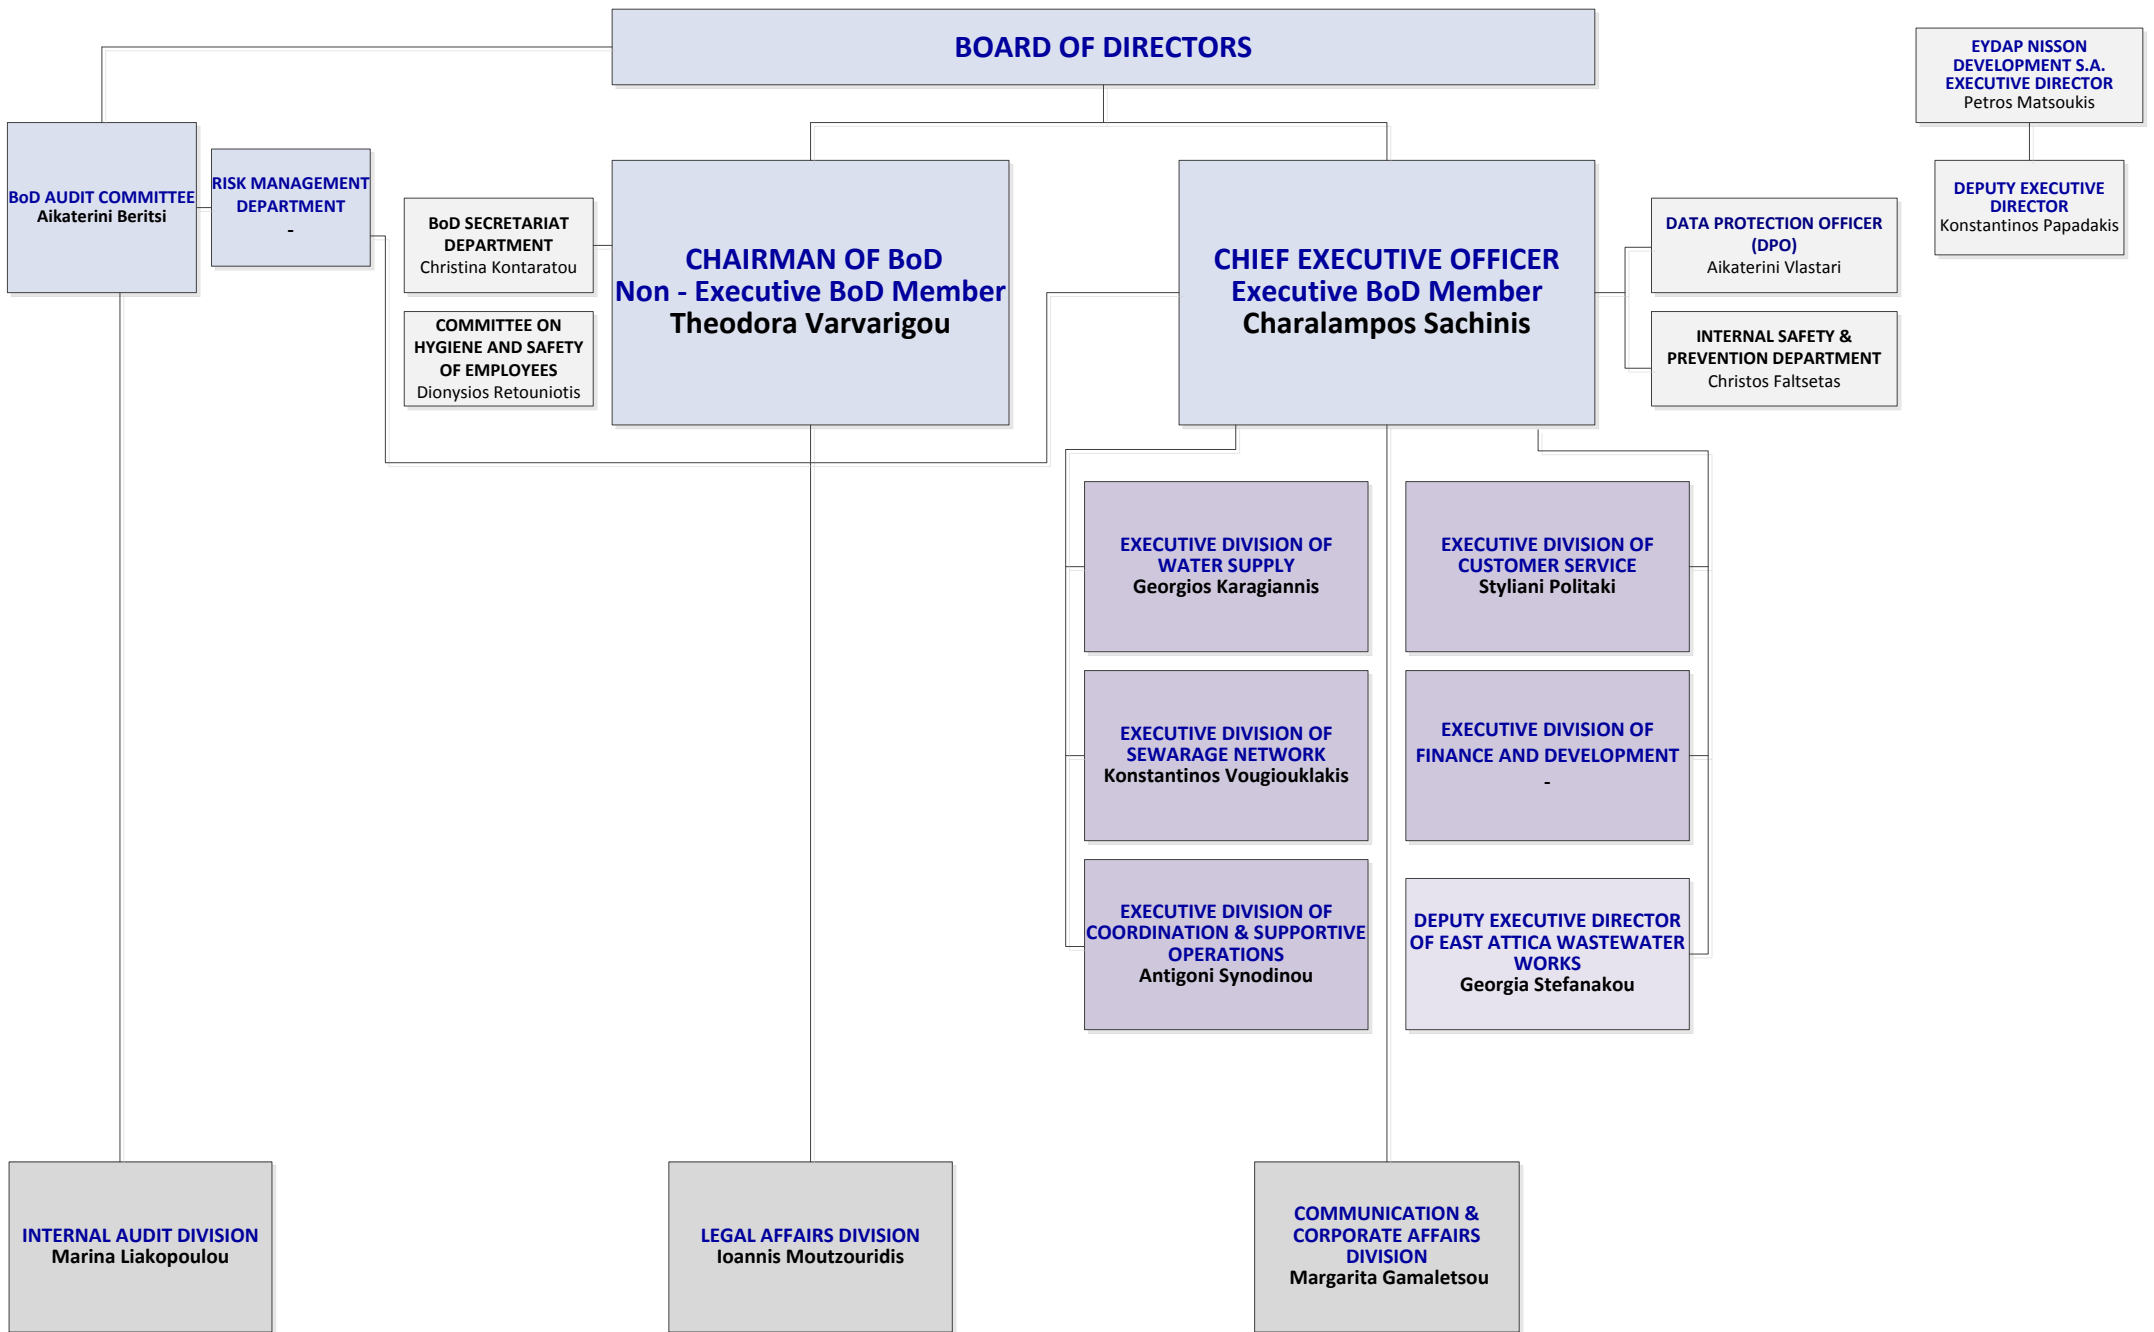 BOARD OF DIRECTORS
EYDAP NISSON
DEVELOPMENT S.A.
EXECUTIVE DIRECTOR
Petros Matsoukis
DEPUTY EXECUTIVE
DIRECTOR
Konstantinos Papadakis
BoD AUDIT COMMITTEE
Aikaterini Beritsi
RISK MANAGEMENT
DEPARTMENT
-
BoD SECRETARIAT
DEPARTMENT
Christina Kontaratou
COMMITTEE ON
HYGIENE AND SAFETY
OF EMPLOYEES
Dionysios Retouniotis
CHAIRMAN OF BoD
Non - Executive BoD Member
Theodora Varvarigou
CHIEF EXECUTIVE OFFICER
Executive BoD Member
Charalampos Sachinis
DATA PROTECTION OFFICER
(DPO)
Aikaterini Vlastari
INTERNAL SAFETY &
PREVENTION DEPARTMENT
Christos Faltsetas
EXECUTIVE DIVISION OF
WATER SUPPLY
Georgios Karagiannis
EXECUTIVE DIVISION OF
CUSTOMER SERVICE
Styliani Politaki
EXECUTIVE DIVISION OF
SEWARAGE NETWORK
Konstantinos Vougiouklakis
EXECUTIVE DIVISION OF
FINANCE AND DEVELOPMENT
-
EXECUTIVE DIVISION OF
COORDINATION & SUPPORTIVE
OPERATIONS
Antigoni Synodinou
DEPUTY EXECUTIVE DIRECTOR
OF EAST ATTICA WASTEWATER
WORKS
Georgia Stefanakou
INTERNAL AUDIT DIVISION
Marina Liakopoulou
LEGAL AFFAIRS DIVISION
Ioannis Moutzouridis
COMMUNICATION &
CORPORATE AFFAIRS
DIVISION
Margarita Gamaletsou